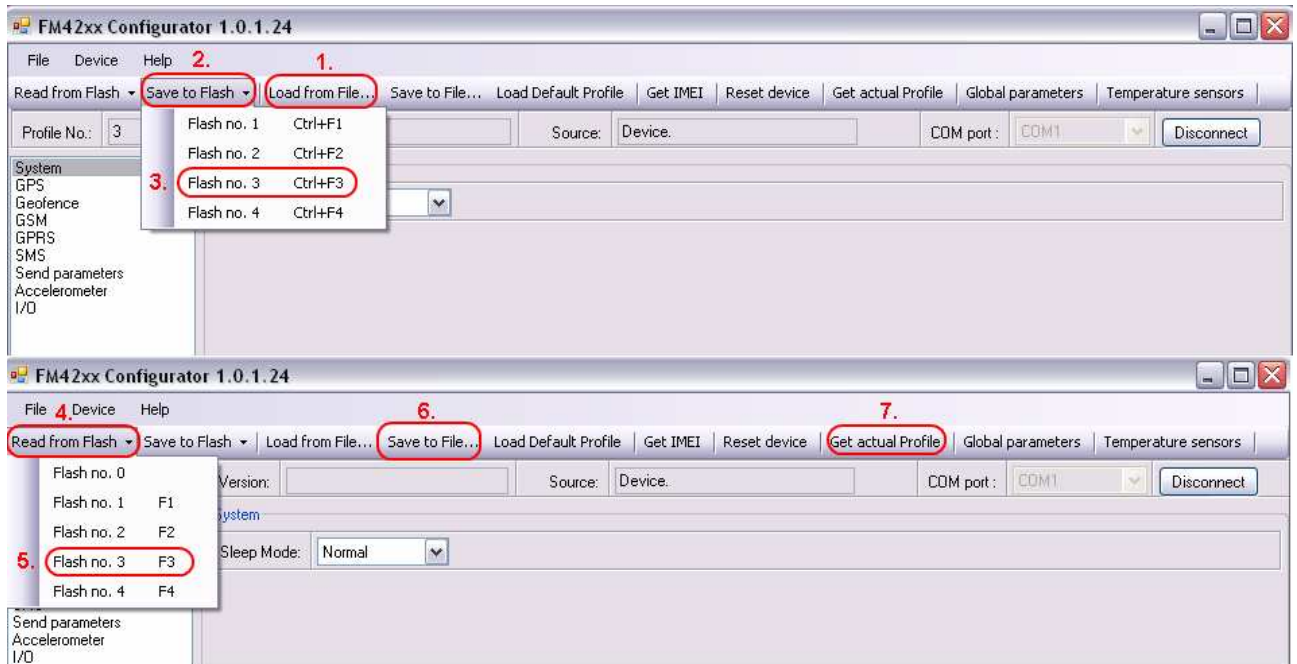 FM42xx Configurator 1.0.1.24
File Device Help 2. 1.
Read from Flash Save to Flash Load from File... Save to File... Load Default Profile Get IMEI Reset device Get actual Profile Global parameters Temperature sensors
Profile No.: 3 Source: Device. COM port : COM1 Disconnect
Flash no. 1 Ctrl+F1
Flash no. 2 Ctrl+F2
3. Flash no. 3 Ctrl+F3
Flash no. 4 Ctrl+F4
System
GPS
Geofence
GSM
GPRS
SMS
Send parameters
Accelerometer
I/O
FM42xx Configurator 1.0.1.24
File 4. Device Help 6. 7.
Read from Flash Save to Flash Load from File... Save to File... Load Default Profile Get IMEI Reset device Get actual Profile Global parameters Temperature sensors
Flash no. 0
Flash no. 1 F1
Flash no. 2 F2
5. Flash no. 3 F3
Flash no. 4 F4
Version: Source: Device. COM port : COM1 Disconnect
System
Sleep Mode: Normal
Send parameters
Accelerometer
I/O